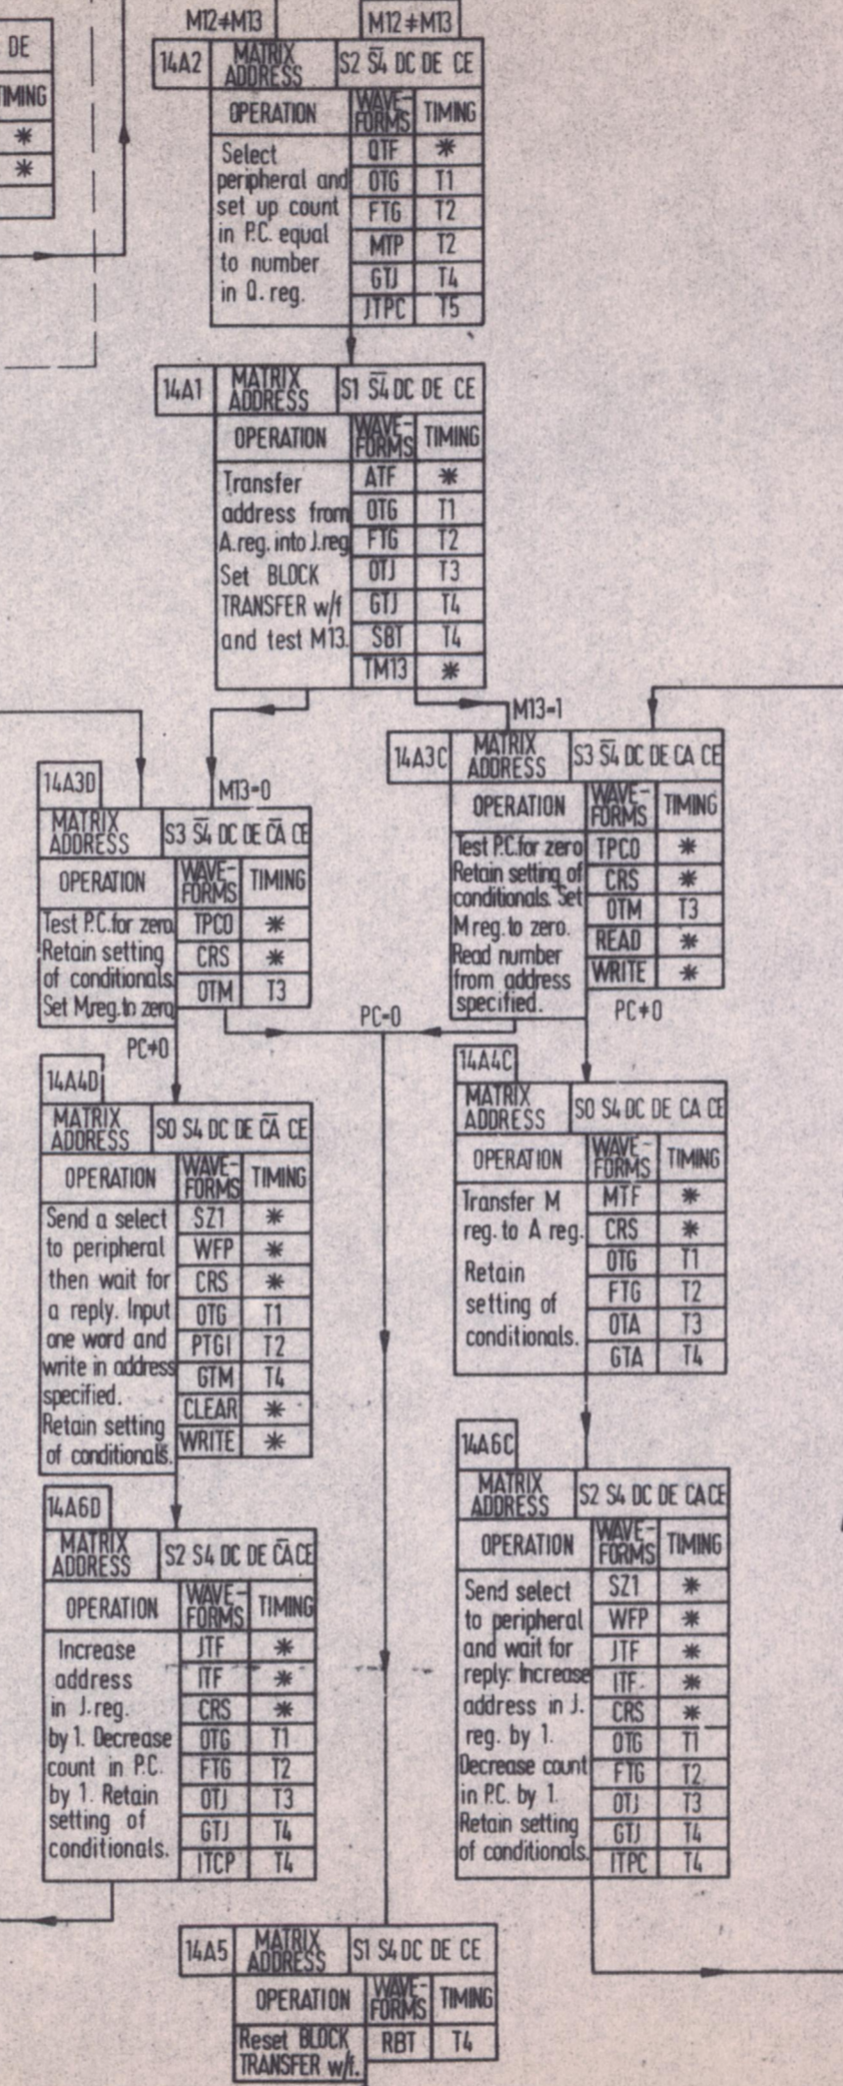 DE
TIMING
*
*
M12≠M13
M12≠M13
14A2 MATRIX ADDRESS S2 S̅4̅ DC DE CE
OPERATION WAVE-FORMS TIMING
Select
peripheral and
set up count
in P.C. equal
to number
in Q. reg.
QTF *
OTG T1
FTG T2
MTP T2
GTJ T4
JTPC T5
14A1 MATRIX ADDRESS S1 S̅4̅ DC DE CE
OPERATION WAVE-FORMS TIMING
Transfer
address from
A.reg. into J.reg
Set BLOCK
TRANSFER w/f
and test M13.
ATF *
OTG T1
FTG T2
OTJ T3
GTJ T4
SBT T4
TM13 *
M13=1
14A3C MATRIX ADDRESS S3 S̅4̅ DC DE CA CE
OPERATION WAVE-FORMS TIMING
Test P.C. for zero
Retain setting of
conditionals. Set
M reg. to zero.
Read number
from address
specified.
TPCO *
CRS *
OTM T3
READ *
WRITE *
M13=0
14A3D
MATRIX ADDRESS S3 S̅4̅ DC DE C̅A̅ CE
OPERATION WAVE-FORMS TIMING
Test P.C. for zero.
Retain setting
of conditionals.
Set M.reg. to zero
TPCO *
CRS *
OTM T3
PC=0
PC≠0
PC≠0
14A4D
MATRIX ADDRESS S0 S4 DC DE C̅A̅ CE
OPERATION WAVE-FORMS TIMING
Send a select
to peripheral
then wait for
a reply. Input
one word and
write in address
specified.
Retain setting
of conditionals.
SZ1 *
WFP *
CRS *
OTG T1
PTGI T2
GTM T4
CLEAR *
WRITE *
14A4C
MATRIX ADDRESS S0 S4 DC DE CA CE
OPERATION WAVE-FORMS TIMING
Transfer M
reg. to A reg.
Retain
setting of
conditionals.
MTF *
CRS *
OTG T1
FTG T2
OTA T3
GTA T4
14A6D
MATRIX ADDRESS S2 S4 DC DE C̅A̅ CE
OPERATION WAVE-FORMS TIMING
Increase
address
in J.reg.
by 1. Decrease
count in P.C.
by 1. Retain
setting of
conditionals.
JTF *
ITF *
CRS *
OTG T1
FTG T2
OTJ T3
GTJ T4
ITCP T4
14A6C
MATRIX ADDRESS S2 S4 DC DE CA CE
OPERATION WAVE-FORMS TIMING
Send select
to peripheral
and wait for
reply. Increase
address in J.
reg. by 1.
Decrease count
in P.C. by 1.
Retain setting
of conditionals.
SZ1 *
WFP *
JTF *
ITF *
CRS *
OTG T1
FTG T2
OTJ T3
GTJ T4
ITPC T4
14A5 MATRIX ADDRESS S1 S4 DC DE CE
OPERATION WAVE-FORMS TIMING
Reset BLOCK
TRANSFER w/f.
RBT T4